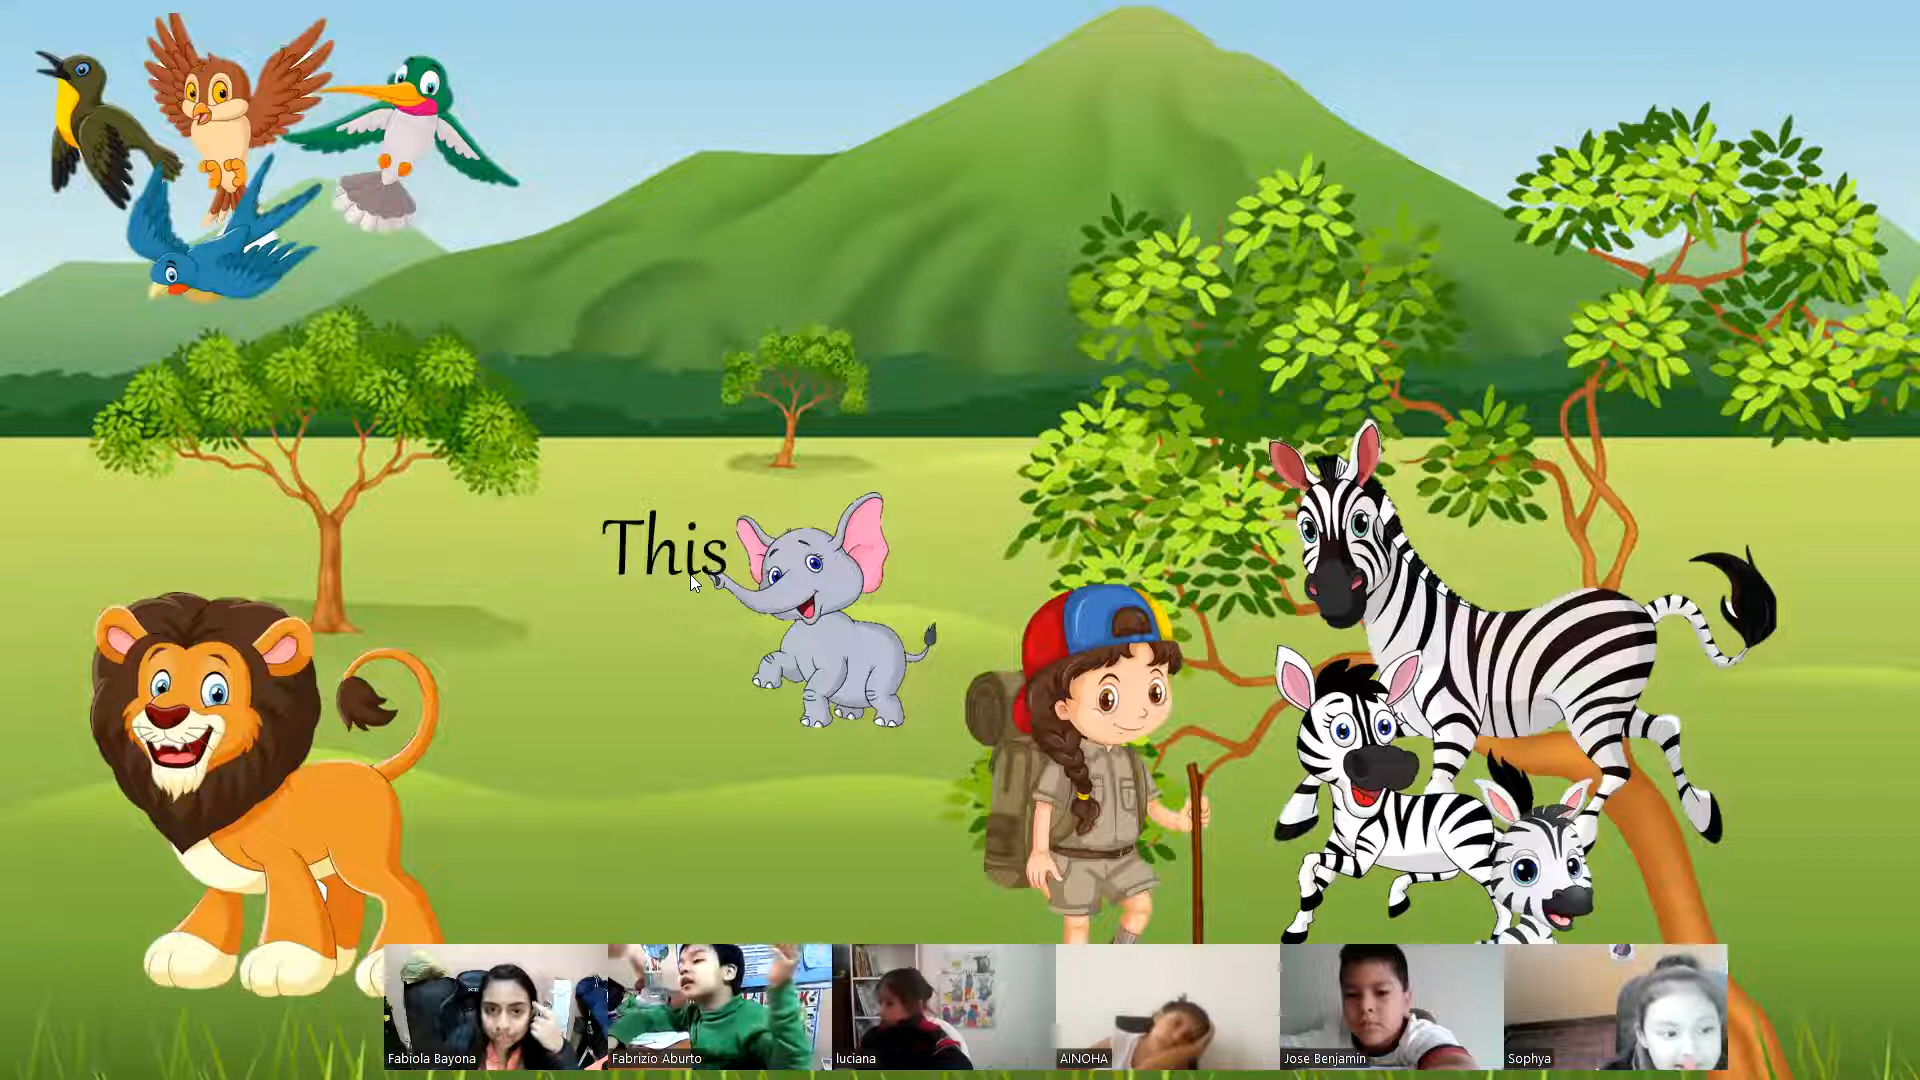 This
Fabiola Bayona
Fabrizio Aburto
luciana
AINOHA
Jose Benjamin
Sophya